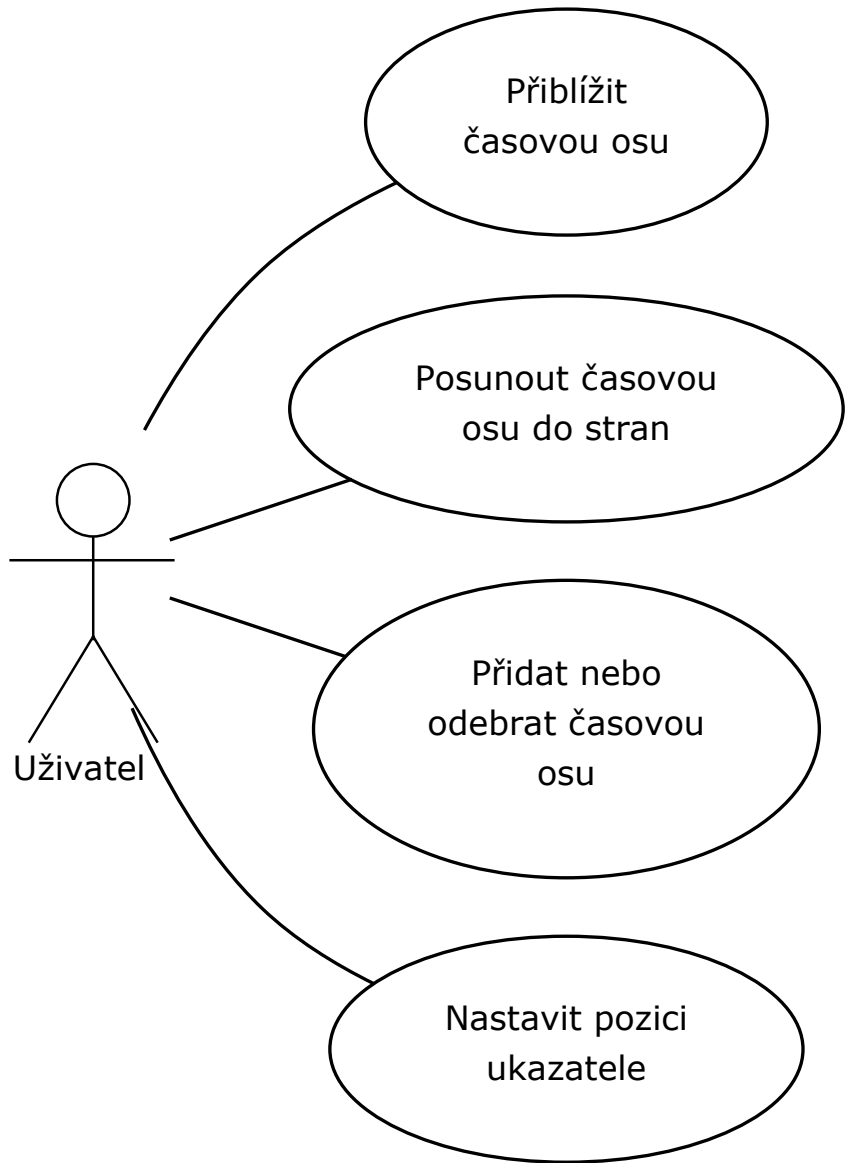 Přiblížit
časovou osu
Posunout časovou
osu do stran
Přidat nebo
odebrat časovou
osu
Uživatel
Nastavit pozici
ukazatele